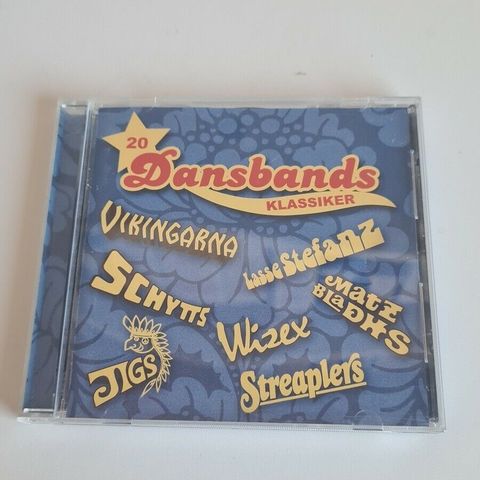 20
Dansbands
KLASSIKER
VIKINGARNA
Lasse Stefanz
SCHYTTS
Matz Bladhs
JIGS
Wizex
Streaplers